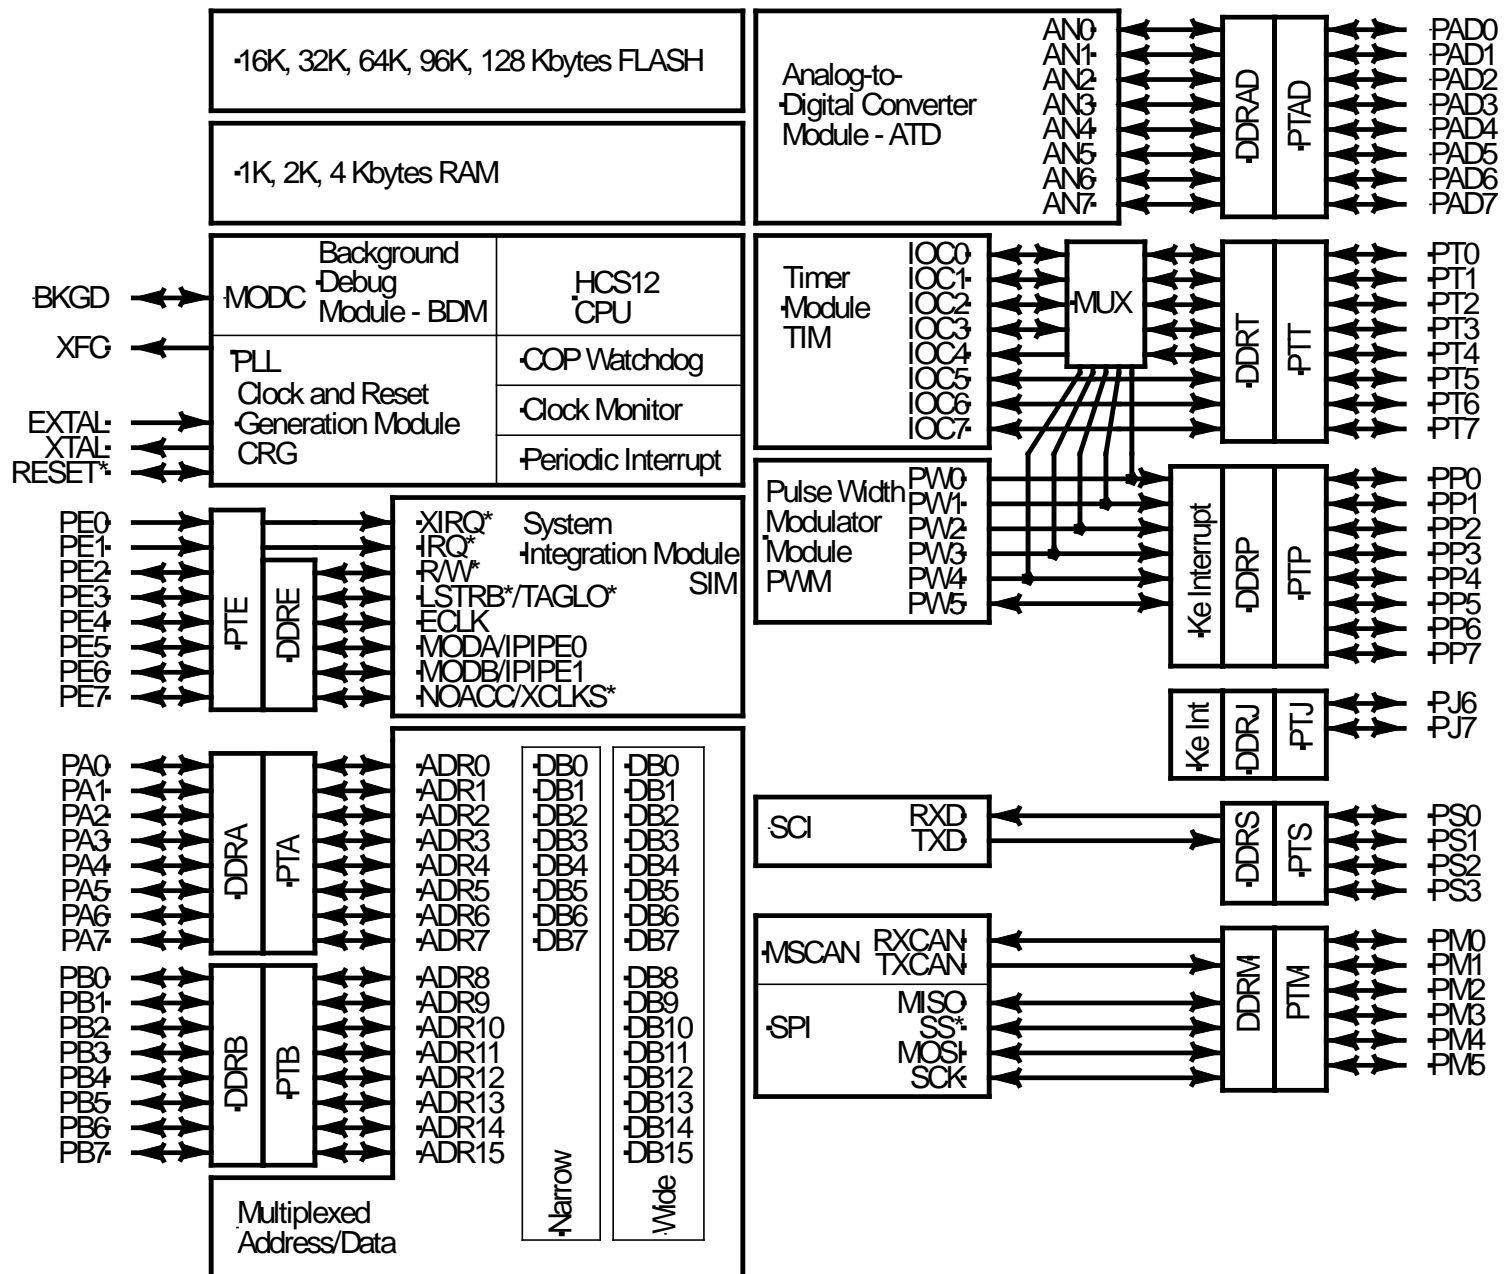 16K, 32K, 64K, 96K, 128 Kbytes FLASH
1K, 2K, 4 Kbytes RAM
BKGD
MODC
Background
Debug
Module - BDM
HCS12
CPU
XFC
EXTAL
XTAL
RESET*
PLL
Clock and Reset
Generation Module
CRG
COP Watchdog
Clock Monitor
Periodic Interrupt
PE0
PE1
PE2
PE3
PE4
PE5
PE6
PE7
PTE
DDRE
XIRQ*
IRQ*
R/W*
LSTRB*/TAGLO*
ECLK
MODA/IPIPE0
MODB/IPIPE1
NOACC/XCLKS*
System
Integration Module
SIM
PA0
PA1
PA2
PA3
PA4
PA5
PA6
PA7
DDRA
PTA
ADR0
ADR1
ADR2
ADR3
ADR4
ADR5
ADR6
ADR7
DB0
DB1
DB2
DB3
DB4
DB5
DB6
DB7
Narrow
DB0
DB1
DB2
DB3
DB4
DB5
DB6
DB7
PB0
PB1
PB2
PB3
PB4
PB5
PB6
PB7
DDRB
PTB
ADR8
ADR9
ADR10
ADR11
ADR12
ADR13
ADR14
ADR15
DB8
DB9
DB10
DB11
DB12
DB13
DB14
DB15
Wide
Multiplexed
Address/Data
Analog-to-
Digital Converter
Module - ATD
AN0
AN1
AN2
AN3
AN4
AN5
AN6
AN7
DDRAD
PTAD
PAD0
PAD1
PAD2
PAD3
PAD4
PAD5
PAD6
PAD7
Timer
Module
TIM
IOC0
IOC1
IOC2
IOC3
IOC4
IOC5
IOC6
IOC7
MUX
DDRT
PTT
PT0
PT1
PT2
PT3
PT4
PT5
PT6
PT7
Pulse Width
Modulator
Module
PWM
PW0
PW1
PW2
PW3
PW4
PW5
Ke Interrupt
DDRP
PTP
PP0
PP1
PP2
PP3
PP4
PP5
PP6
PP7
Ke Int
DDRJ
PTJ
PJ6
PJ7
SCI
RXD
TXD
DDRS
PTS
PS0
PS1
PS2
PS3
MSCAN
RXCAN
TXCAN
SPI
MISO
SS*
MOSI
SCK
DDRM
PTM
PM0
PM1
PM2
PM3
PM4
PM5